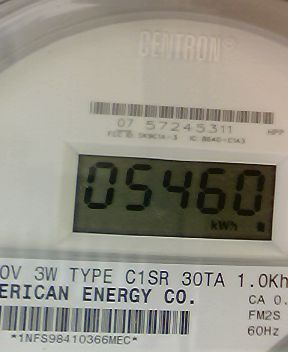 CENTRON®
07 57245311
HPP
05460
kWh
0V 3W TYPE C1SR 30TA 1.0Kh
ERICAN ENERGY CO.
CA 0.
FM2S
60Hz
*1NFS98410366MEC*